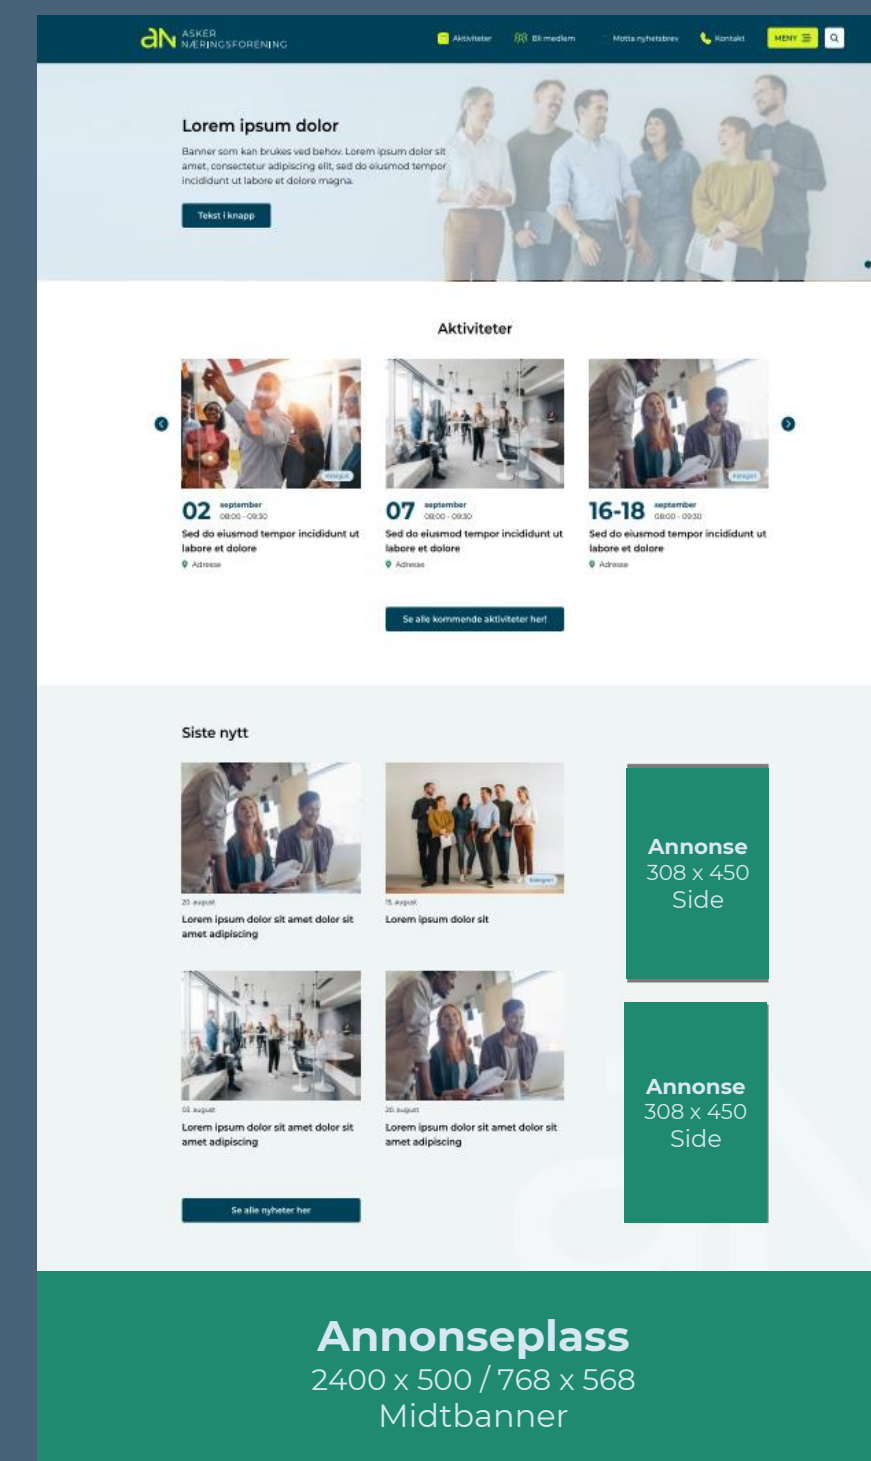 ASKER
NÆRINGSFORENING
Aktiviteter
Bli medlem
Motta nyhetsbrev
Kontakt
MENY
Lorem ipsum dolor
Banner som kan brukes ved behov. Lorem ipsum dolor sit
amet, consectetur adipiscing elit, sed do eiusmod tempor
incididunt ut labore et dolore magna.
Tekst i knapp
Aktiviteter
Kategori
Kategori
02 september
08:00 - 09:30
Sed do eiusmod tempor incididunt ut
labore et dolore
Adresse
07 september
08:00 - 09:30
Sed do eiusmod tempor incididunt ut
labore et dolore
Adresse
16-18 september
08:00 - 09:30
Sed do eiusmod tempor incididunt ut
labore et dolore
Adresse
Se alle kommende aktiviteter her!
Siste nytt
20. august
Lorem ipsum dolor sit amet dolor sit
amet adipiscing
Kategori
15. august
Lorem ipsum dolor sit
03. august
Lorem ipsum dolor sit amet dolor sit
amet adipiscing
20. august
Lorem ipsum dolor sit amet dolor sit
amet adipiscing
Se alle nyheter her
Annonse
308 x 450
Side
Annonse
308 x 450
Side
Annonseplass
2400 x 500 / 768 x 568
Midtbanner